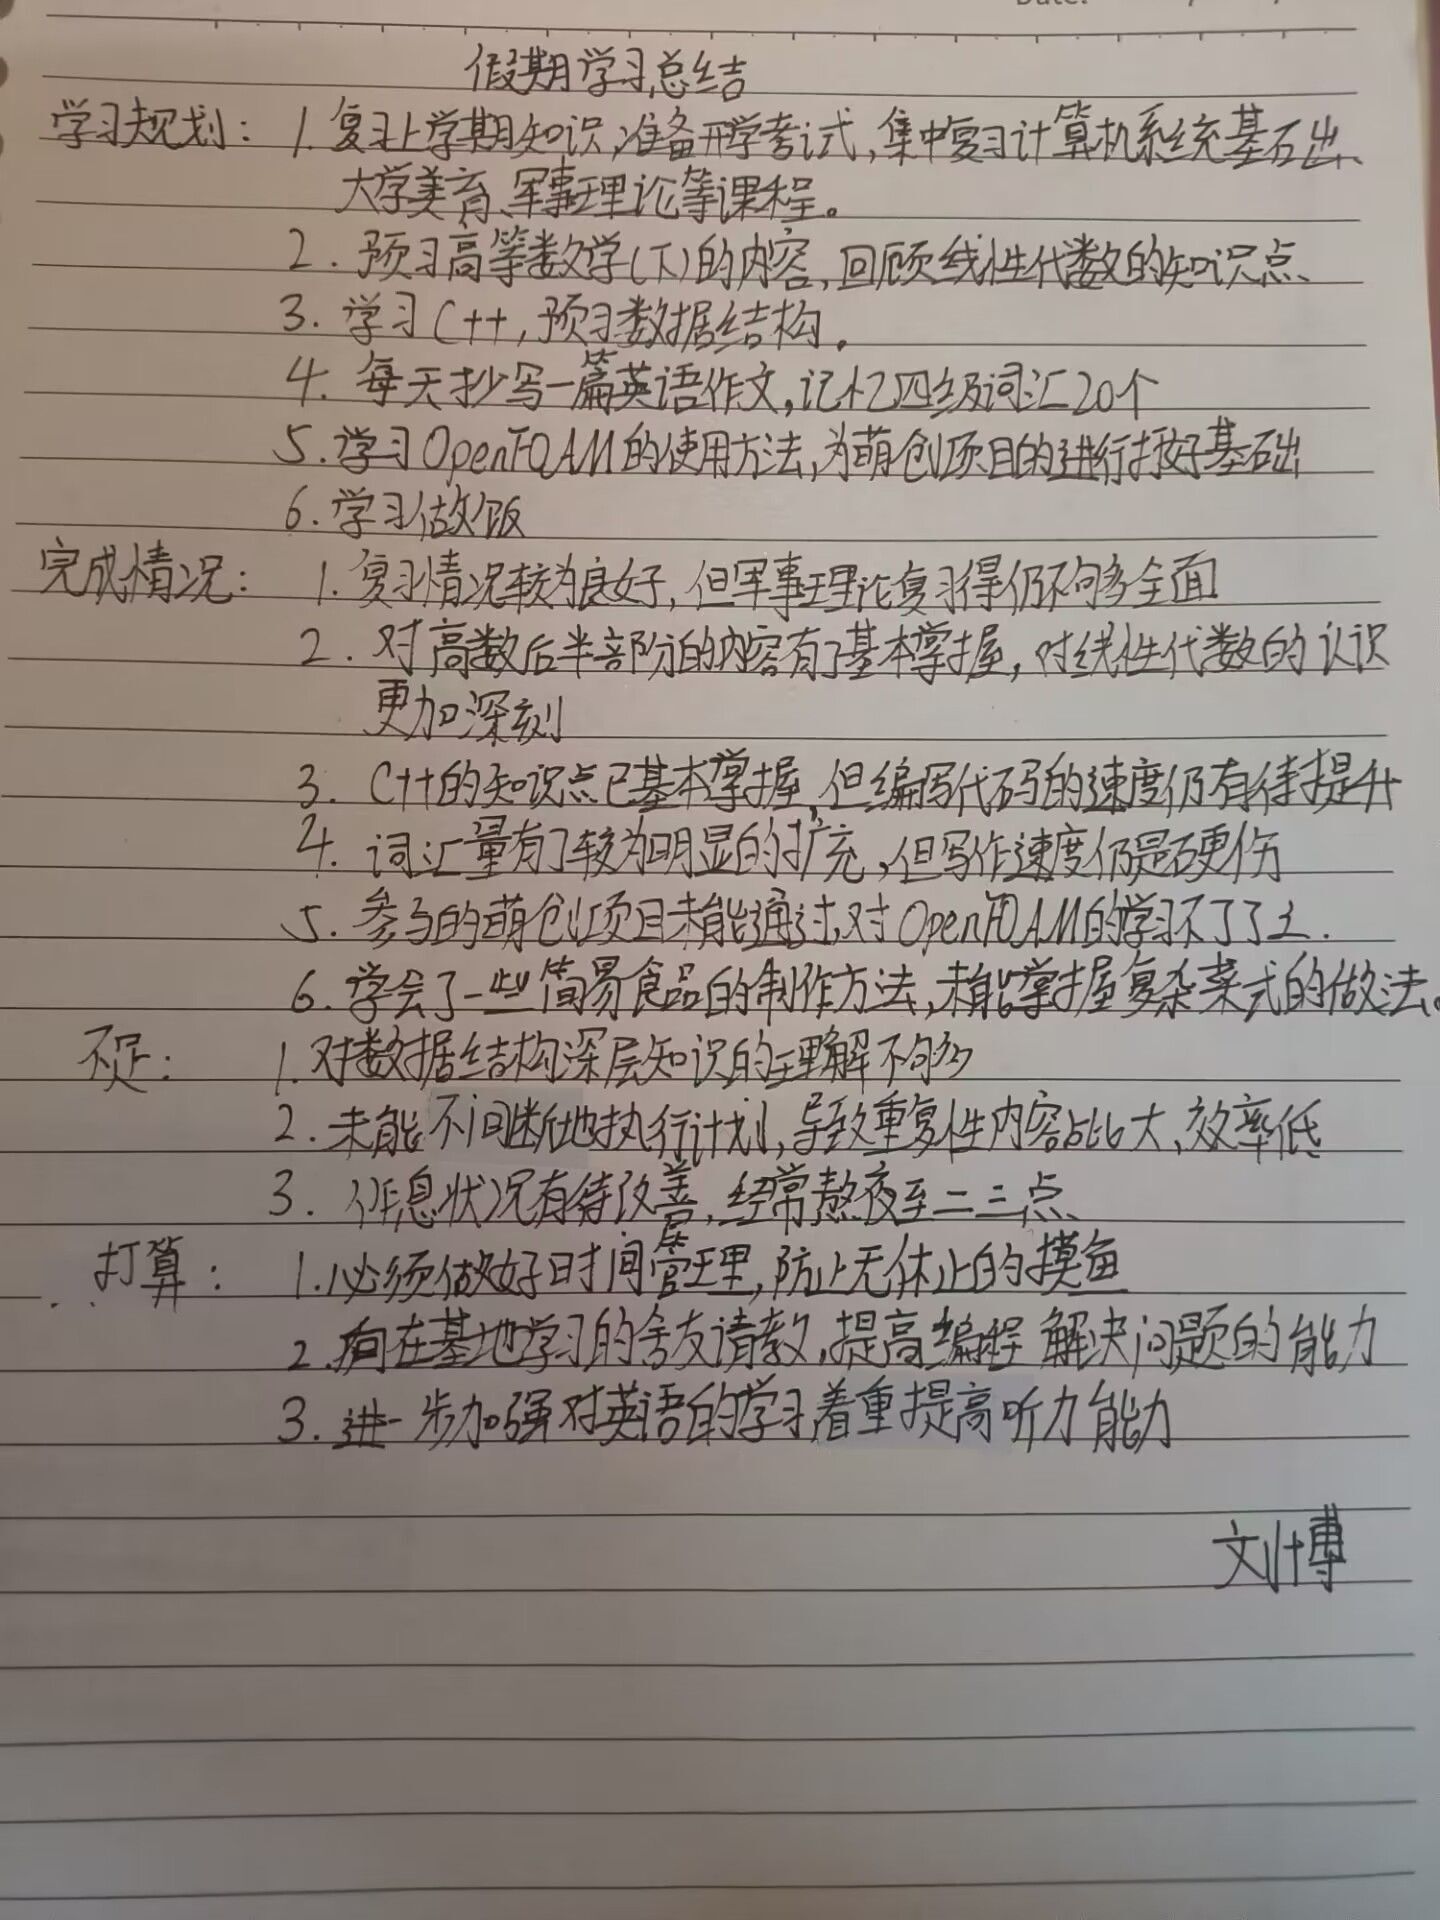 Date:
假期学习总结
学习规划：1. 复习上学期知识，准备开学考试，集中复习计算机系统基础、
大学美育、军事理论等课程。
2. 预习高等数学(下)的内容，回顾线性代数的知识点、
3. 学习C++，预习数据结构。
4. 每天抄写一篇英语作文，记忆四级词汇20个
5. 学习OpenFOAM的使用方法，为萌创项目的进行打好基础
6. 学习做饭
完成情况：1. 复习情况较为良好，但军事理论复习得仍不够全面
2. 对高数后半部分的内容有了基本掌握，对线性代数的认识
更加深刻
3. C++的知识点已基本掌握，但编写代码的速度仍有待提升
4. 词汇量有了较为明显的扩充，但写作速度仍是硬伤
5. 参与的萌创项目未能通过，对OpenFOAM的学习不了了之.
6. 学会了一些简易食品的制作方法，未能掌握复杂菜式的做法。
不足：1. 对数据结构深层知识的理解不够
2. 未能不间断地执行计划，导致重复性内容占比大、效率低
3. 作息状况有待改善，经常熬夜至二三点
打算：1. 必须做好时间管理，防止无休止的摸鱼
2. 向在基地学习的舍友请教，提高编程解决问题的能力
3. 进一步加强对英语的学习着重提高听力能力
刘博